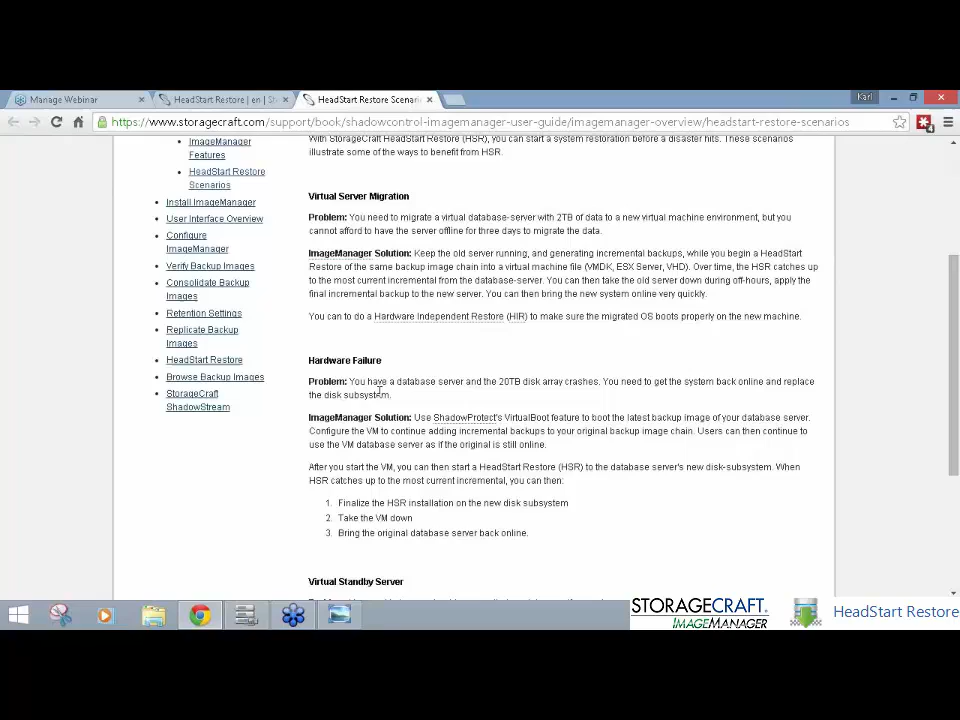 Manage Webinar
HeadStart Restore | en | St
HeadStart Restore Scenari
Karl
https://www.storagecraft.com/support/book/shadowcontrol-imagemanager-user-guide/imagemanager-overview/headstart-restore-scenarios
4
ImageManager
Features
HeadStart Restore
Scenarios
Install ImageManager
User Interface Overview
Configure
ImageManager
Verify Backup Images
Consolidate Backup
Images
Retention Settings
Replicate Backup
Images
HeadStart Restore
Browse Backup Images
StorageCraft
ShadowStream
With StorageCraft HeadStart Restore (HSR), you can start a system restoration before a disaster hits. These scenarios
illustrate some of the ways to benefit from HSR.
Virtual Server Migration
Problem: You need to migrate a virtual database-server with 2TB of data to a new virtual machine environment, but you
cannot afford to have the server offline for three days to migrate the data.
ImageManager Solution: Keep the old server running, and generating incremental backups, while you begin a HeadStart
Restore of the same backup image chain into a virtual machine file (VMDK, ESX Server, VHD). Over time, the HSR catches up
to the most current incremental from the database-server. You can then take the old server down during off-hours, apply the
final incremental backup to the new server. You can then bring the new system online very quickly.
You can to do a Hardware Independent Restore (HIR) to make sure the migrated OS boots properly on the new machine.
Hardware Failure
Problem: You have a database server and the 20TB disk array crashes. You need to get the system back online and replace
the disk subsystem.
ImageManager Solution: Use ShadowProtect's VirtualBoot feature to boot the latest backup image of your database server.
Configure the VM to continue adding incremental backups to your original backup image chain. Users can then continue to
use the VM database server as if the original is still online.
After you start the VM, you can then start a HeadStart Restore (HSR) to the database server's new disk-subsystem. When
HSR catches up to the most current incremental, you can then:
1. Finalize the HSR installation on the new disk subsystem
2. Take the VM down
3. Bring the original database server back online.
Virtual Standby Server
STORAGECRAFT
IMAGEMANAGER
HeadStart Restore